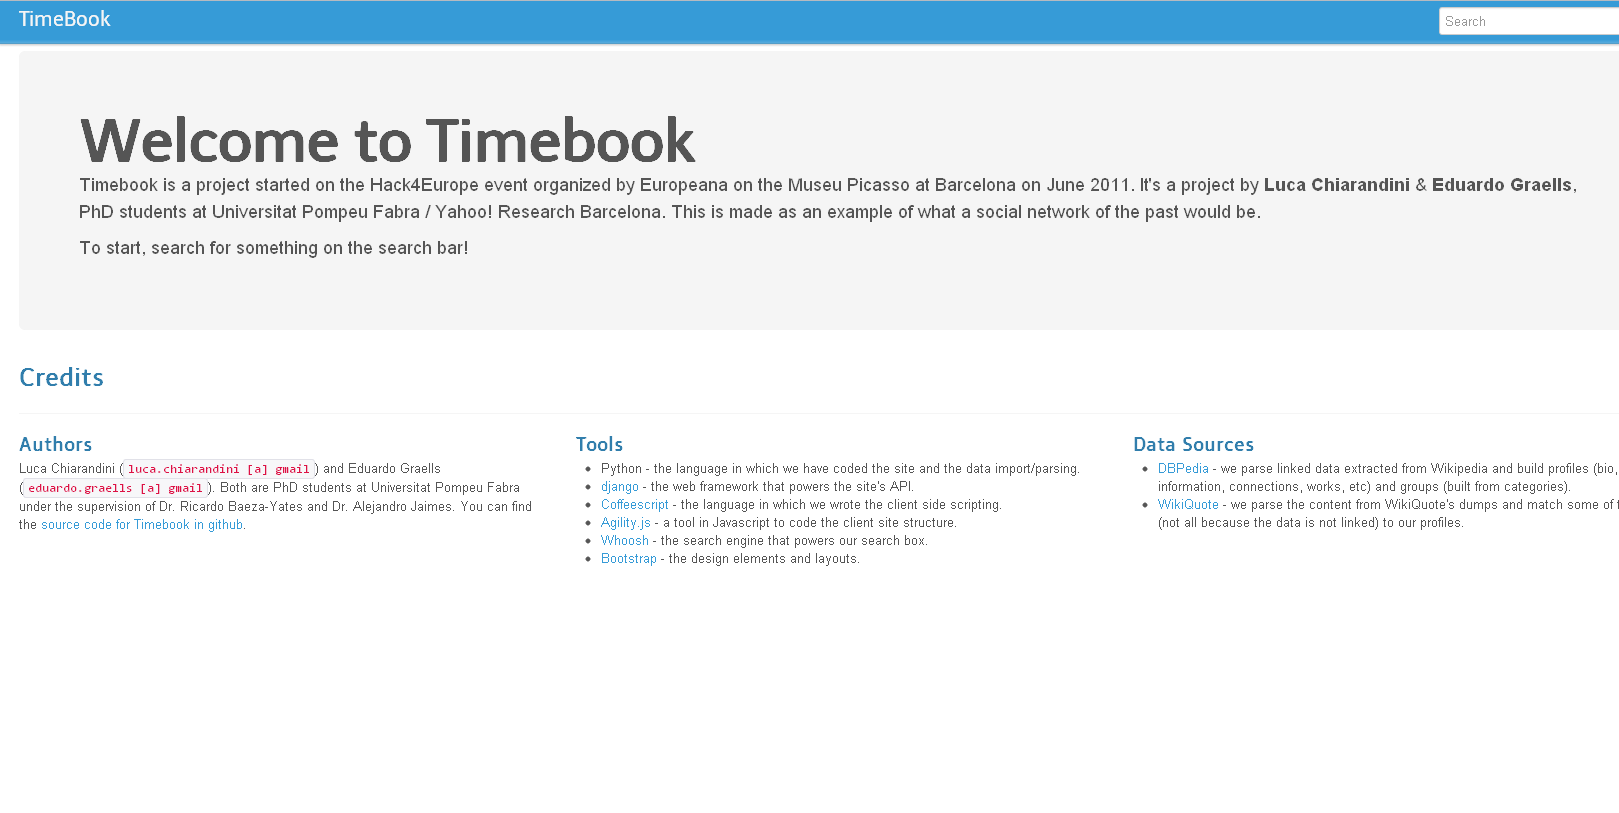 TimeBook
Search
Welcome to Timebook
Timebook is a project started on the Hack4Europe event organized by Europeana on the Museu Picasso at Barcelona on June 2011. It's a project by Luca Chiarandini & Eduardo Graells,
PhD students at Universitat Pompeu Fabra / Yahoo! Research Barcelona. This is made as an example of what a social network of the past would be.
To start, search for something on the search bar!
Credits
Authors
Luca Chiarandini ( luca.chiarandini [a] gmail ) and Eduardo Graells
( eduardo.graells [a] gmail ). Both are PhD students at Universitat Pompeu Fabra
under the supervision of Dr. Ricardo Baeza-Yates and Dr. Alejandro Jaimes. You can find
the source code for Timebook in github.
Tools
Python - the language in which we have coded the site and the data import/parsing.
django - the web framework that powers the site's API.
Coffeescript - the language in which we wrote the client side scripting.
Agility.js - a tool in Javascript to code the client site structure.
Whoosh - the search engine that powers our search box.
Bootstrap - the design elements and layouts.
Data Sources
DBPedia - we parse linked data extracted from Wikipedia and build profiles (bio,
information, connections, works, etc) and groups (built from categories).
WikiQuote - we parse the content from WikiQuote's dumps and match some of
(not all because the data is not linked) to our profiles.